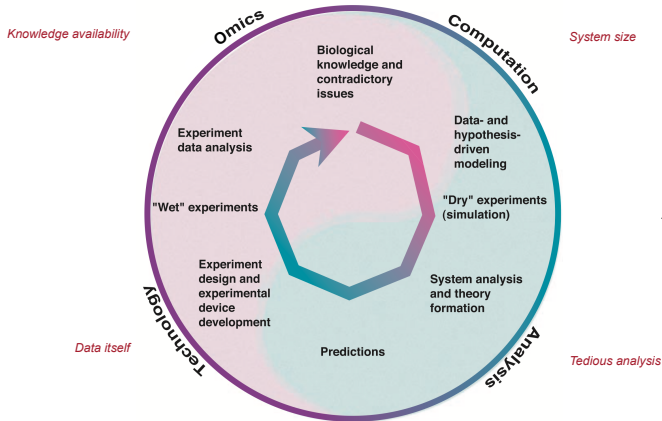 Omics
Computation
Knowledge availability
System size
Biological
knowledge and
contradictory
issues
Data- and
hypothesis-
driven
modeling
"Dry" experiments
(simulation)
System analysis
and theory
formation
Predictions
Experiment
design and
experimental
device
development
"Wet" experiments
Experiment
data analysis
Technology
Analysis
Data itself
Tedious analysis